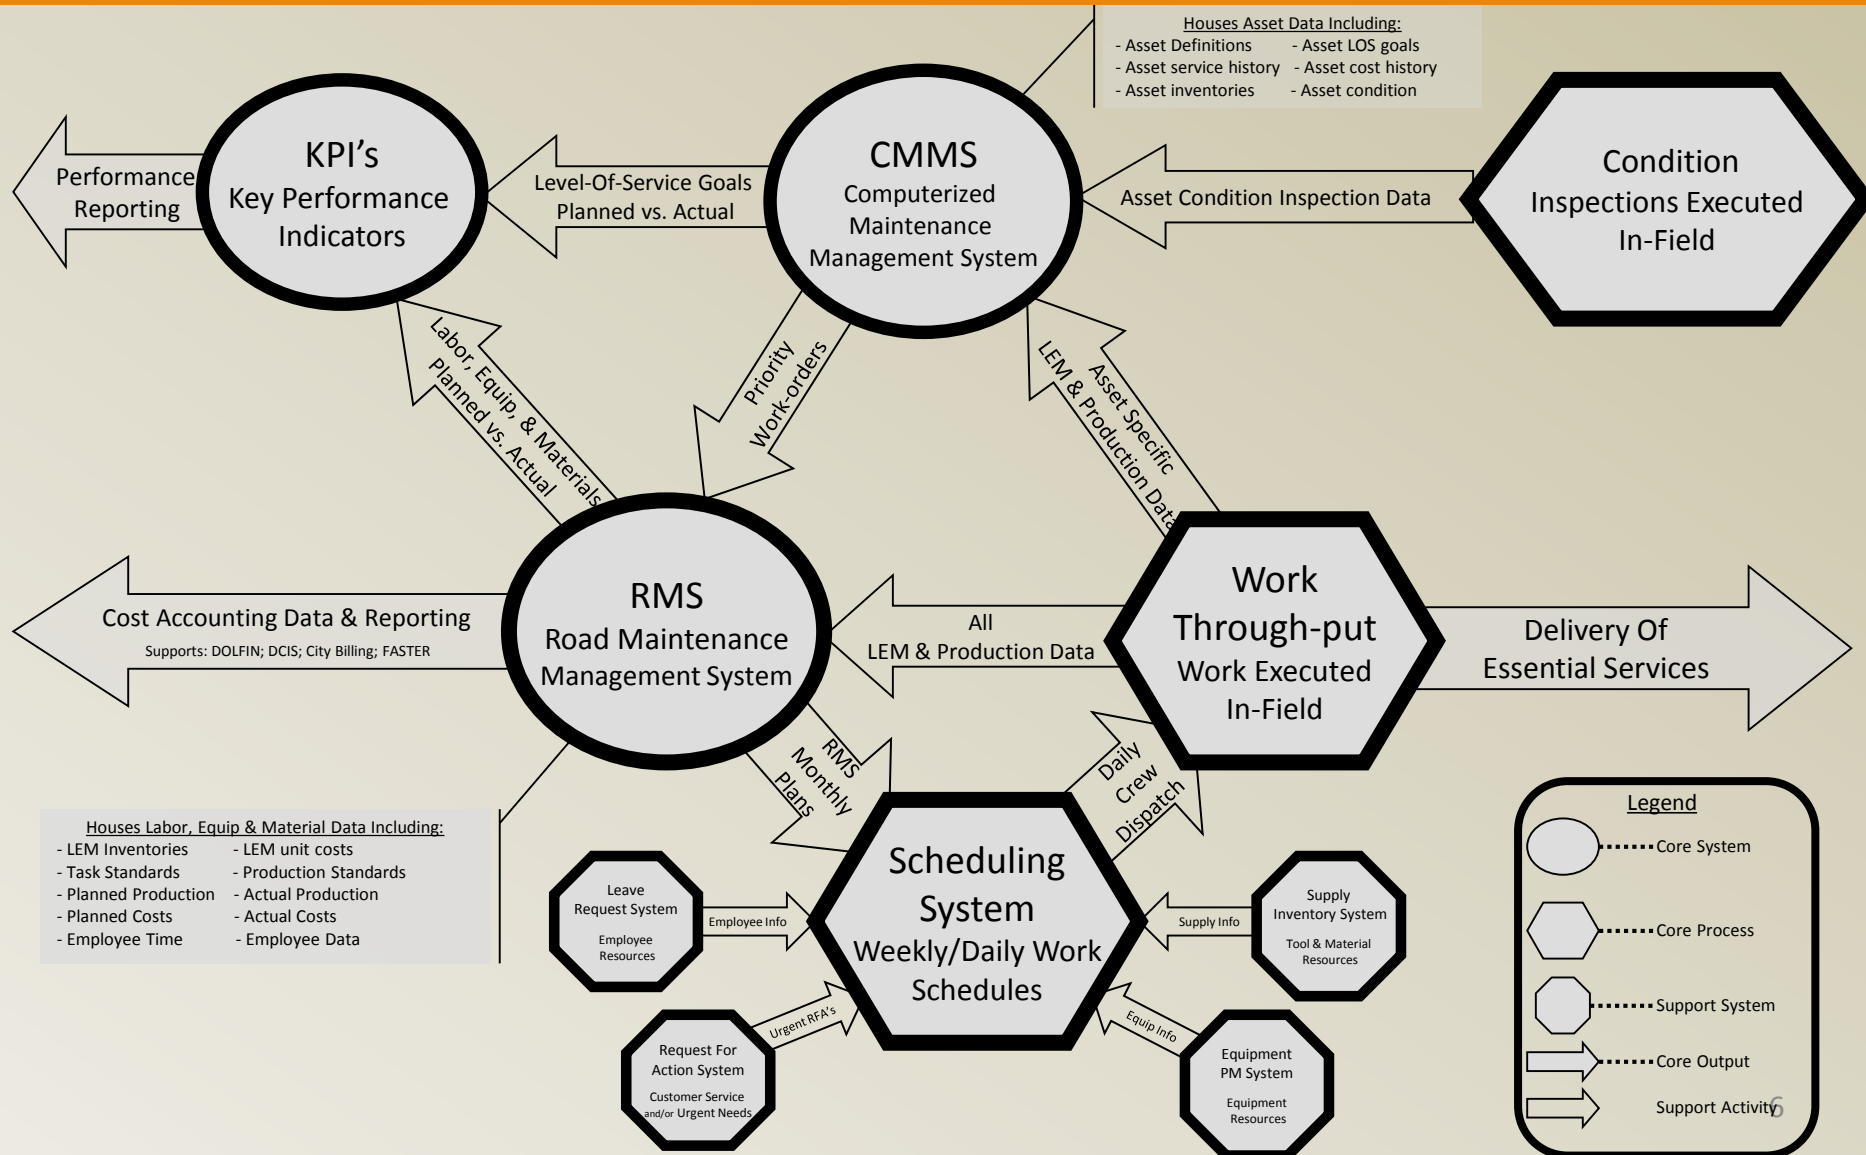 Houses Asset Data Including:
- Asset Definitions - Asset LOS goals
- Asset service history - Asset cost history
- Asset inventories - Asset condition
Performance
Reporting
KPI's
Key Performance
Indicators
Level-Of-Service Goals
Planned vs. Actual
CMMS
Computerized
Maintenance
Management System
Asset Condition Inspection Data
Condition
Inspections Executed
In-Field
Labor, Equip, & Materials
Planned vs. Actual
Priority
Work-orders
Asset Specific
LEM & Production Data
Cost Accounting Data & Reporting
Supports: DOLFIN; DCIS; City Billing; FASTER
RMS
Road Maintenance
Management System
All
LEM & Production Data
Work
Through-put
Work Executed
In-Field
Delivery Of
Essential Services
RMS
Monthly
Plans
Daily
Crew
Dispatch
Houses Labor, Equip & Material Data Including:
- LEM Inventories - LEM unit costs
- Task Standards - Production Standards
- Planned Production - Actual Production
- Planned Costs - Actual Costs
- Employee Time - Employee Data
Leave
Request System
Employee
Resources
Employee Info
Scheduling
System
Weekly/Daily Work
Schedules
Supply Info
Supply
Inventory System
Tool & Material
Resources
Request For
Action System
Customer Service
and/or Urgent Needs
Urgent RFA's
Equip Info
Equipment
PM System
Equipment
Resources
Legend
Core System
Core Process
Support System
Core Output
Support Activity
6